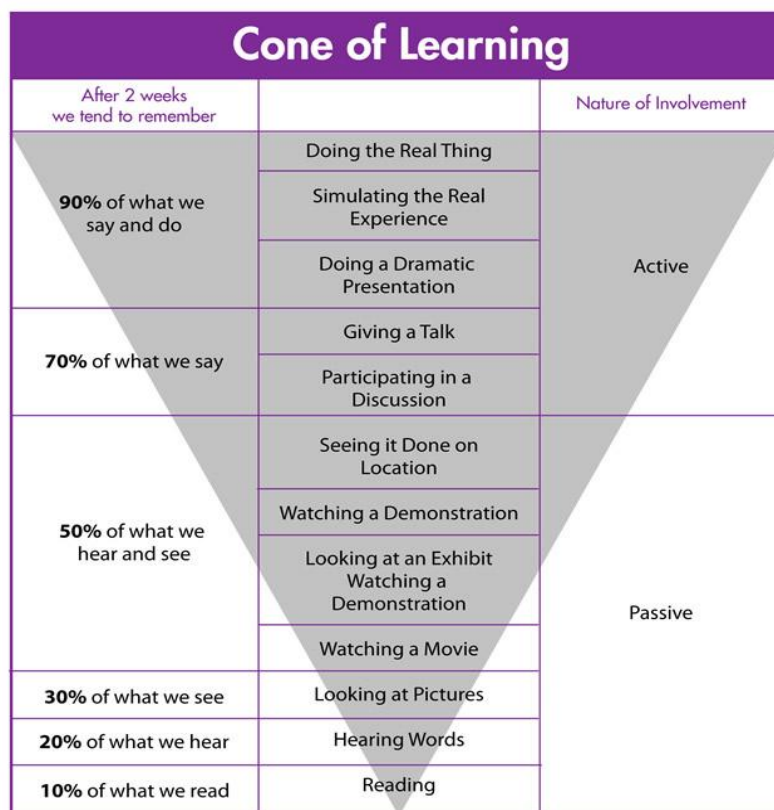 Cone of Learning
After 2 weeks
we tend to remember
Nature of Involvement
90% of what we
say and do
Doing the Real Thing
Simulating the Real
Experience
Doing a Dramatic
Presentation
Active
70% of what we say
Giving a Talk
Participating in a
Discussion
50% of what we
hear and see
Seeing it Done on
Location
Watching a Demonstration
Looking at an Exhibit
Watching a
Demonstration
Watching a Movie
Passive
30% of what we see
Looking at Pictures
20% of what we hear
Hearing Words
10% of what we read
Reading